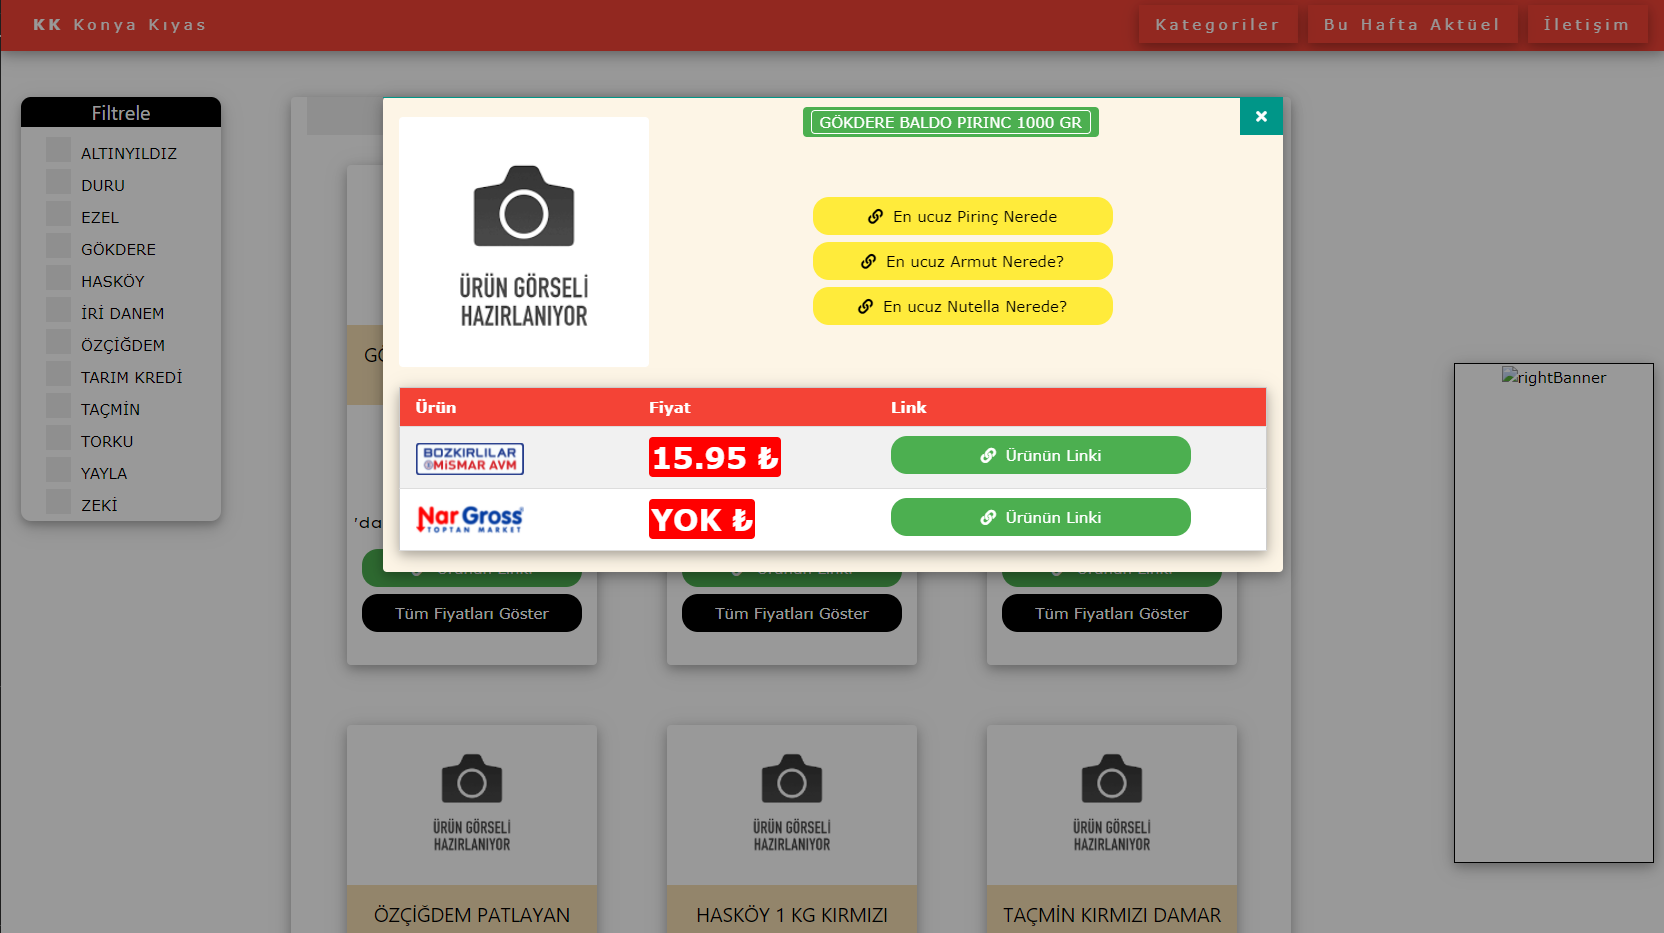 KK Konya Kıyas
Kategoriler
Bu Hafta Aktüel
İletişim
Filtrele
ALTINYILDIZ
DURU
EZEL
GÖKDERE
HASKÖY
İRİ DANEM
ÖZÇİĞDEM
TARIM KREDİ
TAÇMİN
TORKU
YAYLA
ZEKİ
GÖKDERE BALDO PIRINC 1000 GR
ÜRÜN GÖRSELİ
HAZIRLANIYOR
En ucuz Pirinç Nerede
En ucuz Armut Nerede?
En ucuz Nutella Nerede?
Ürün Fiyat Link
BOZKIRLILAR
MİSMAR AVM
15.95 ₺
Ürünün Linki
Nar Gross
TOPTAN MARKET
YOK ₺
Ürünün Linki
'da
Tüm Fiyatları Göster
Tüm Fiyatları Göster
Tüm Fiyatları Göster
rightBanner
ÜRÜN GÖRSELİ
HAZIRLANIYOR
ÜRÜN GÖRSELİ
HAZIRLANIYOR
ÜRÜN GÖRSELİ
HAZIRLANIYOR
ÖZÇİĞDEM PATLAYAN
HASKÖY 1 KG KIRMIZI
TAÇMİN KIRMIZI DAMAR